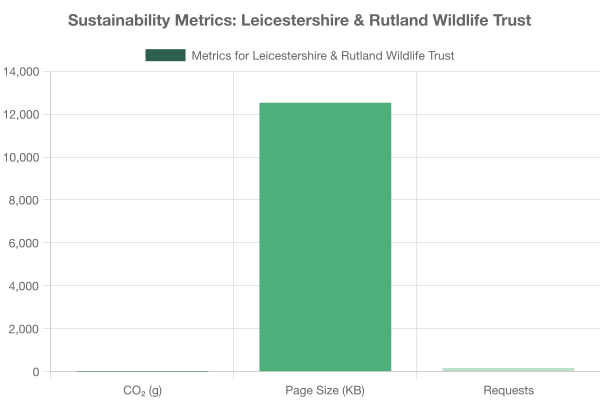 Sustainability Metrics: Leicestershire & Rutland Wildlife Trust
Metrics for Leicestershire & Rutland Wildlife Trust
14,000
12,000
10,000
8,000
6,000
4,000
2,000
0
CO₂ (g)
Page Size (KB)
Requests